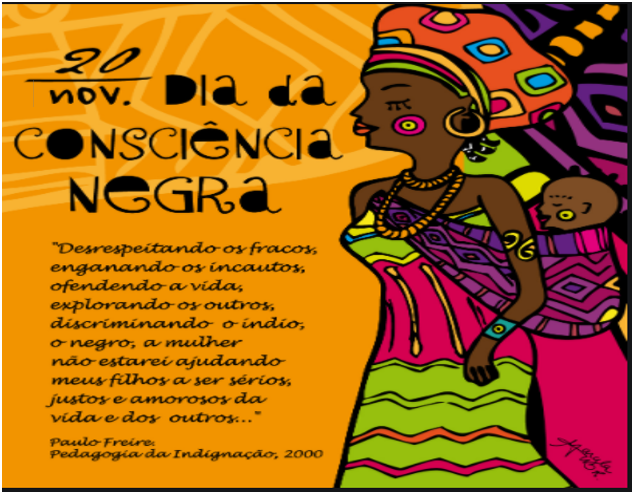 20
nov. DIA da
CONSCIÊNCIA
NEGRA
"Desrespeitando os fracos,
enganando os incautos,
ofendendo a vida,
explorando os outros,
discriminando o índio,
o negro, a mulher
não estarei ajudando
meus filhos a ser sérios,
justos e amorosos da
vida e dos outros..."
Paulo Freire.
Pedagogia da Indignação, 2000